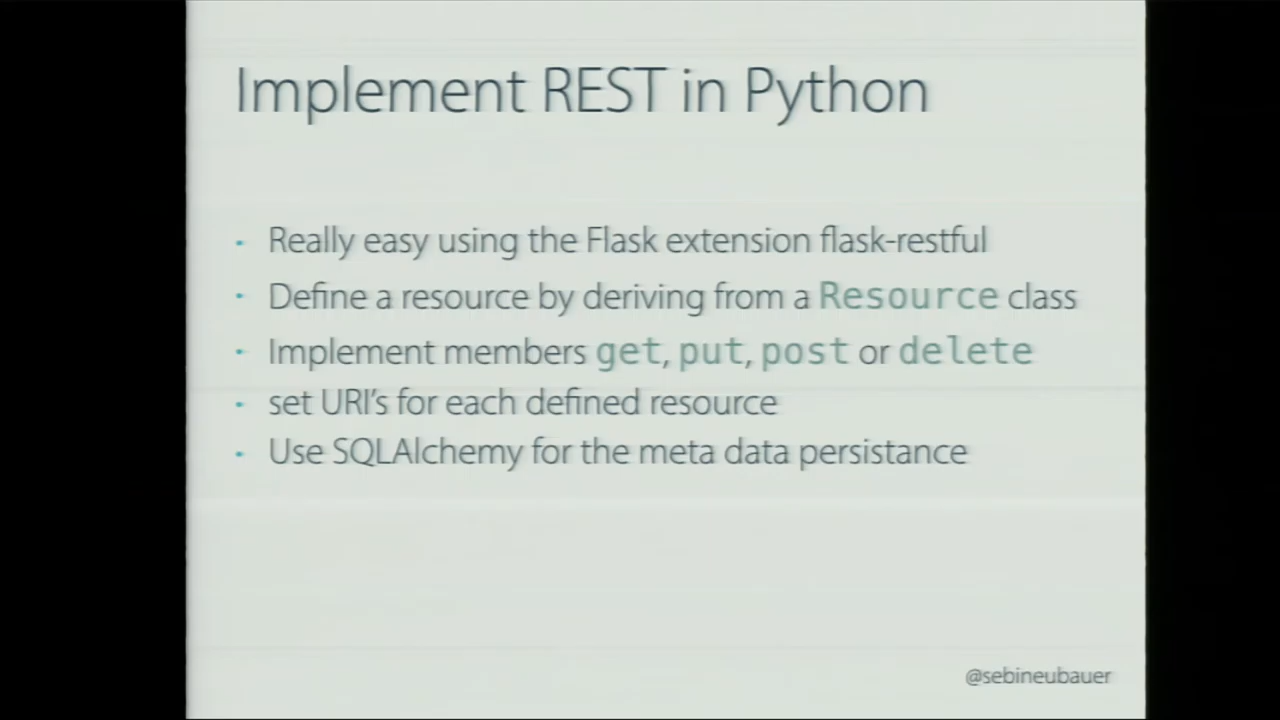 Implement REST in Python
• Really easy using the Flask extension flask-restful
• Define a resource by deriving from a Resource class
• Implement members get, put, post or delete
• set URI's for each defined resource
• Use SQLAlchemy for the meta data persistance
@sebineubauer